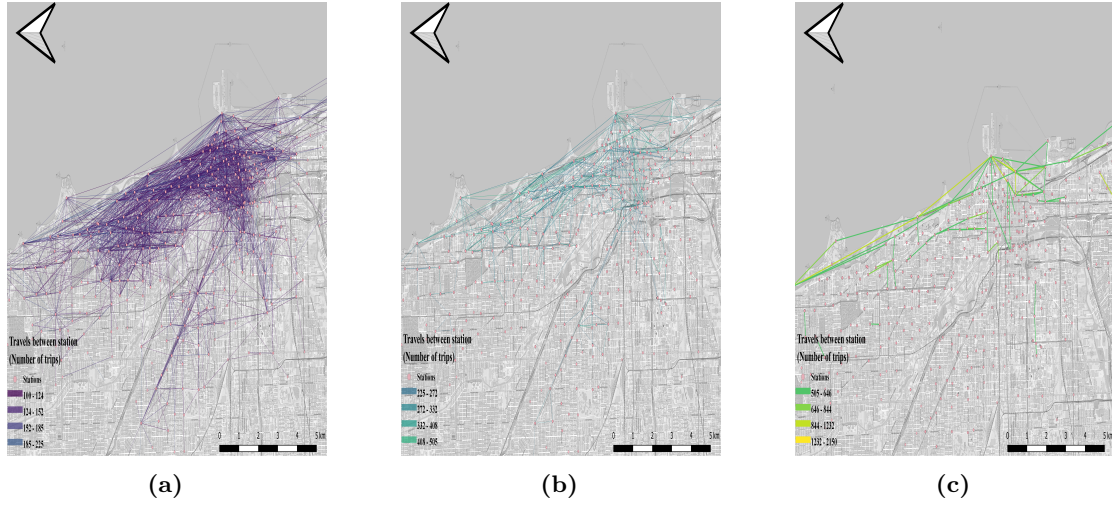 Travels between station
(Number of trips)
Stations
100 - 124
124 - 152
152 - 185
185 - 225
0 1 2 3 4 5 km
(a)
Travels between station
(Number of trips)
Stations
225 - 272
272 - 332
332 - 408
408 - 505
0 1 2 3 4 5 km
(b)
Travels between station
(Number of trips)
Stations
505 - 646
646 - 844
844 - 1232
1232 - 2150
0 1 2 3 4 5 km
(c)